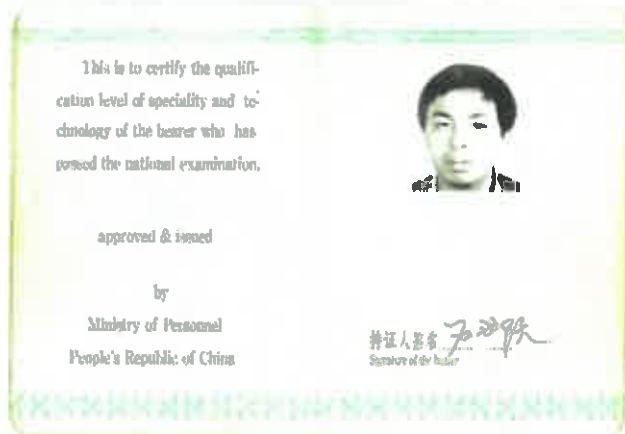 This is to certify the qualifi-
cation level of speciality and te-
chnology of the bearer who has
passed the national examination.
approved & issued
by
Ministry of Personnel
People's Republic of China
持证人签名
Signature of the Bearer